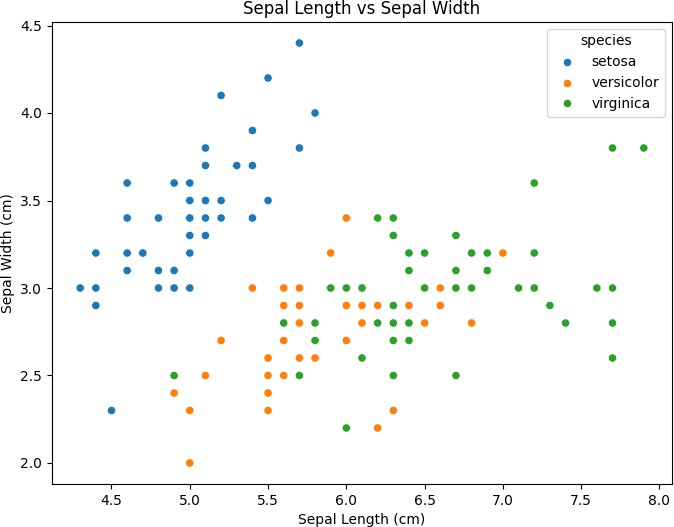 Sepal Length vs Sepal Width
4.5
4.0
3.5
3.0
2.5
2.0
Sepal Width (cm)
species
setosa
versicolor
virginica
4.5 5.0 5.5 6.0 6.5 7.0 7.5 8.0
Sepal Length (cm)